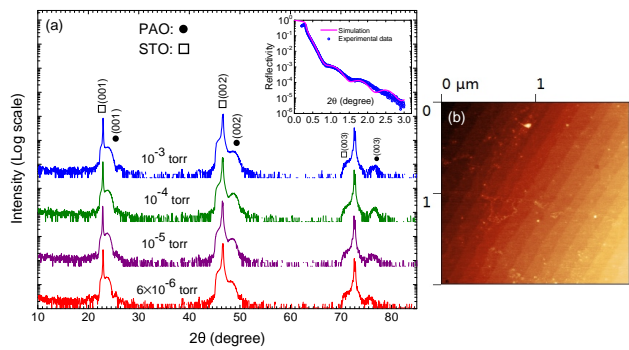 (a)
PAO: ●
STO: □
□(001)
●(001)
□(002)
●(002)
□(003)
●(003)
10⁻³ torr
10⁻⁴ torr
10⁻⁵ torr
6×10⁻⁶ torr
Intensity (Log scale)
10 20 30 40 50 60 70 80
2θ (degree)
Simulation
Experimental data
Reflectivity
10⁰
10⁻¹
10⁻²
10⁻³
10⁻⁴
10⁻⁵
10⁻⁶
2θ (degree)
0.0 0.5 1.0 1.5 2.0 2.5 3.0
0 μm 1
0
(b)
1